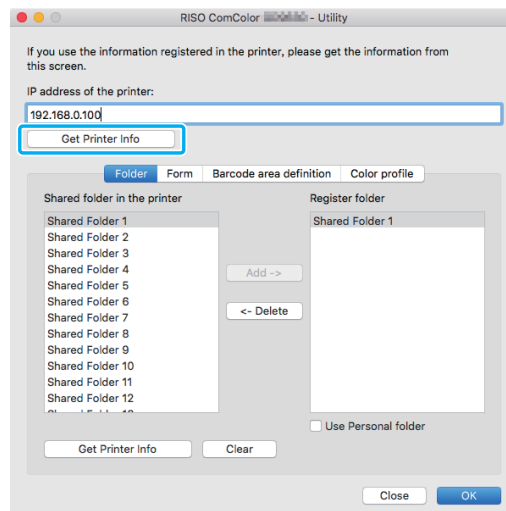 RISO ComColor - Utility
If you use the information registered in the printer, please get the information from
this screen.
IP address of the printer:
192.168.0.100
Get Printer Info
Folder Form Barcode area definition Color profile
Shared folder in the printer
Register folder
Shared Folder 1
Shared Folder 2
Shared Folder 3
Shared Folder 4
Shared Folder 5
Shared Folder 6
Shared Folder 7
Shared Folder 8
Shared Folder 9
Shared Folder 10
Shared Folder 11
Shared Folder 12
Add ->
<- Delete
Shared Folder 1
Use Personal folder
Get Printer Info
Clear
Close
OK